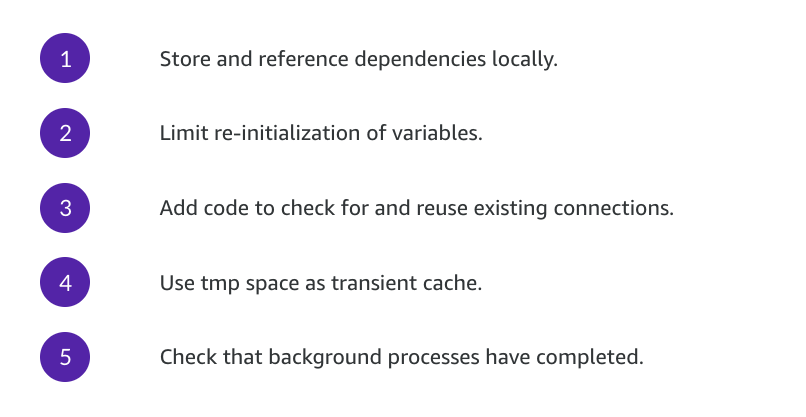 1 Store and reference dependencies locally.
2 Limit re-initialization of variables.
3 Add code to check for and reuse existing connections.
4 Use tmp space as transient cache.
5 Check that background processes have completed.